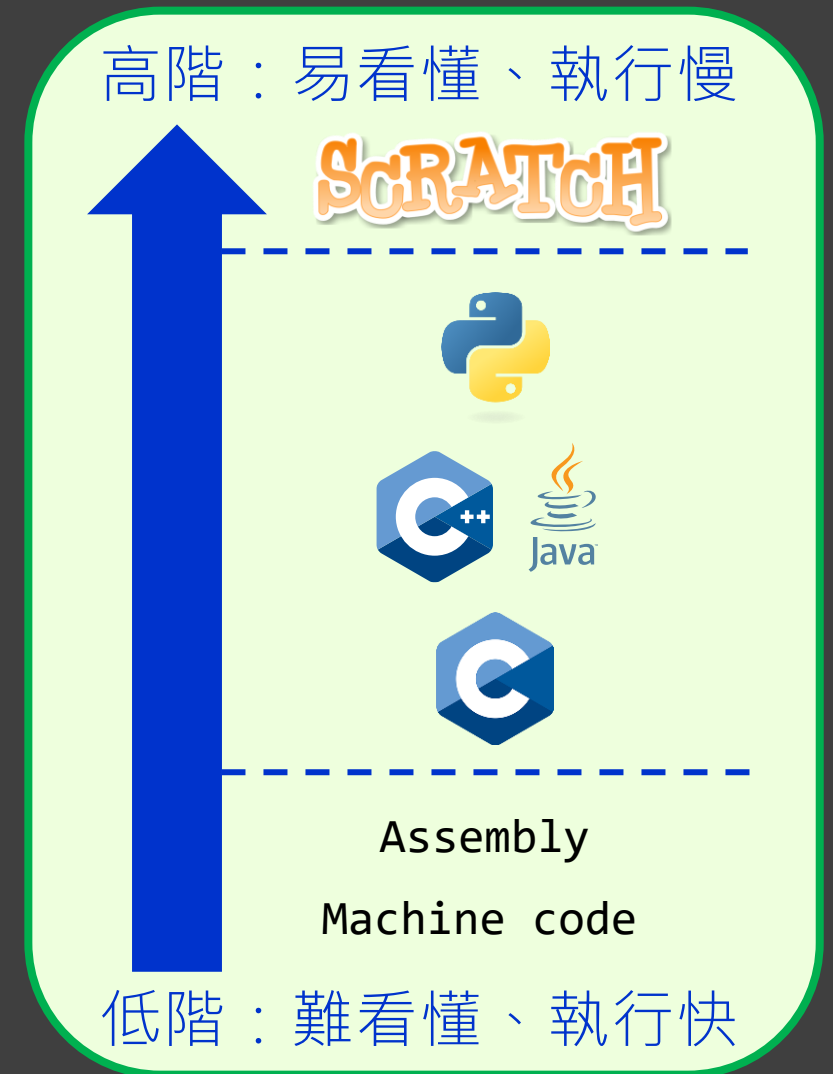 高階：易看懂、執行慢
SCRATCH
C++ Java
C
Assembly
Machine code
低階：難看懂、執行快